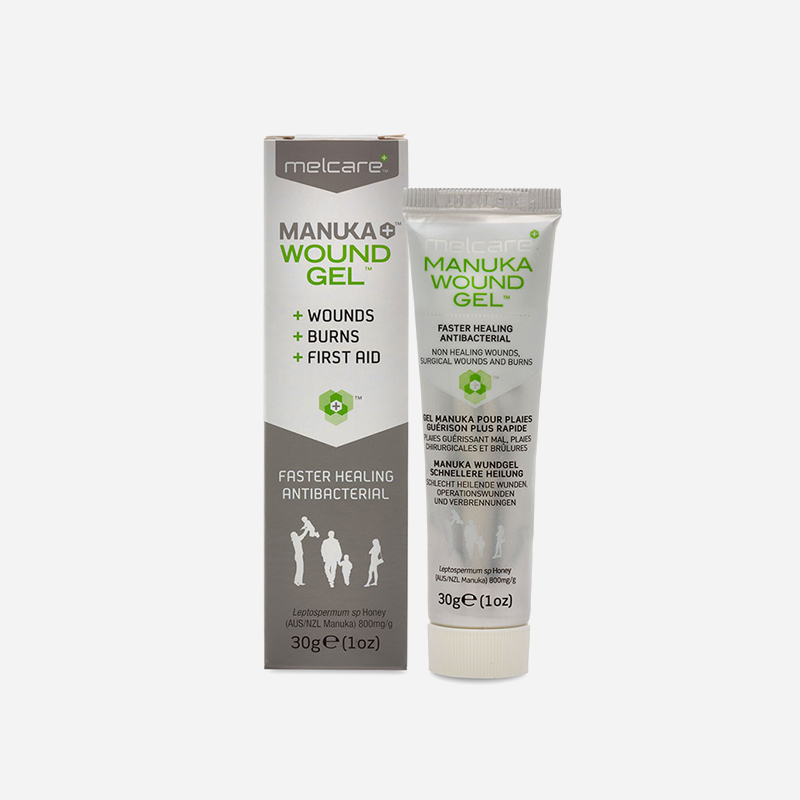 melcare+™
MANUKA+™
WOUND
GEL™
+ WOUNDS
+ BURNS
+ FIRST AID
™
FASTER HEALING
ANTIBACTERIAL
Leptospermum sp Honey
(AUS/NZL Manuka) 800mg/g
30g℮(1oz)
melcare+
MANUKA
WOUND
GEL™
FASTER HEALING
ANTIBACTERIAL
NON HEALING WOUNDS,
SURGICAL WOUNDS AND BURNS
™
GEL MANUKA POUR PLAIES
GUÉRISON PLUS RAPIDE
PLAIES GUÉRISSANT MAL, PLAIES
CHIRURGICALES ET BRÛLURES
MANUKA WUNDGEL
SCHNELLERE HEILUNG
SCHLECHT HEILENDE WUNDEN,
OPERATIONSWUNDEN
UND VERBRENNUNGEN
Leptospermum sp Honey
(AUS/NZL Manuka) 800mg/g
30g℮(1oz)